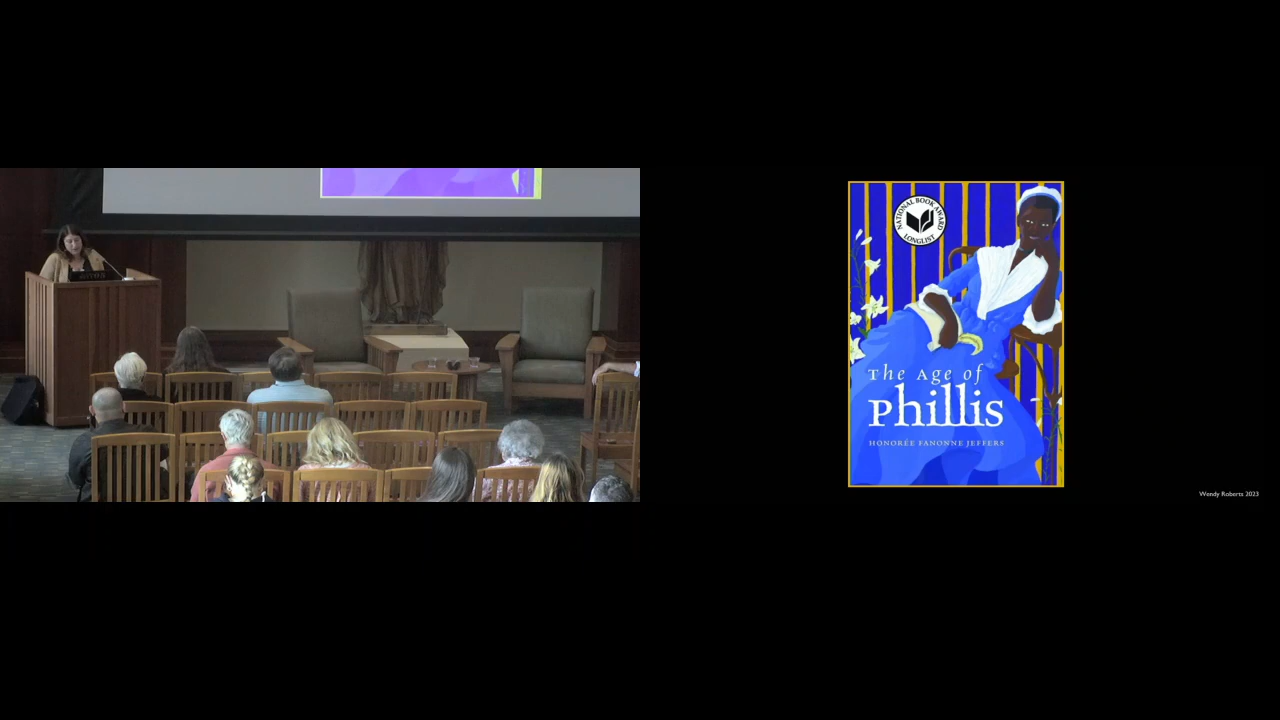 NATIONAL BOOK AWARD
LONGLIST
The Age of
Phillis
HONORÉE FANONNE JEFFERS
Wendy Roberts 2023